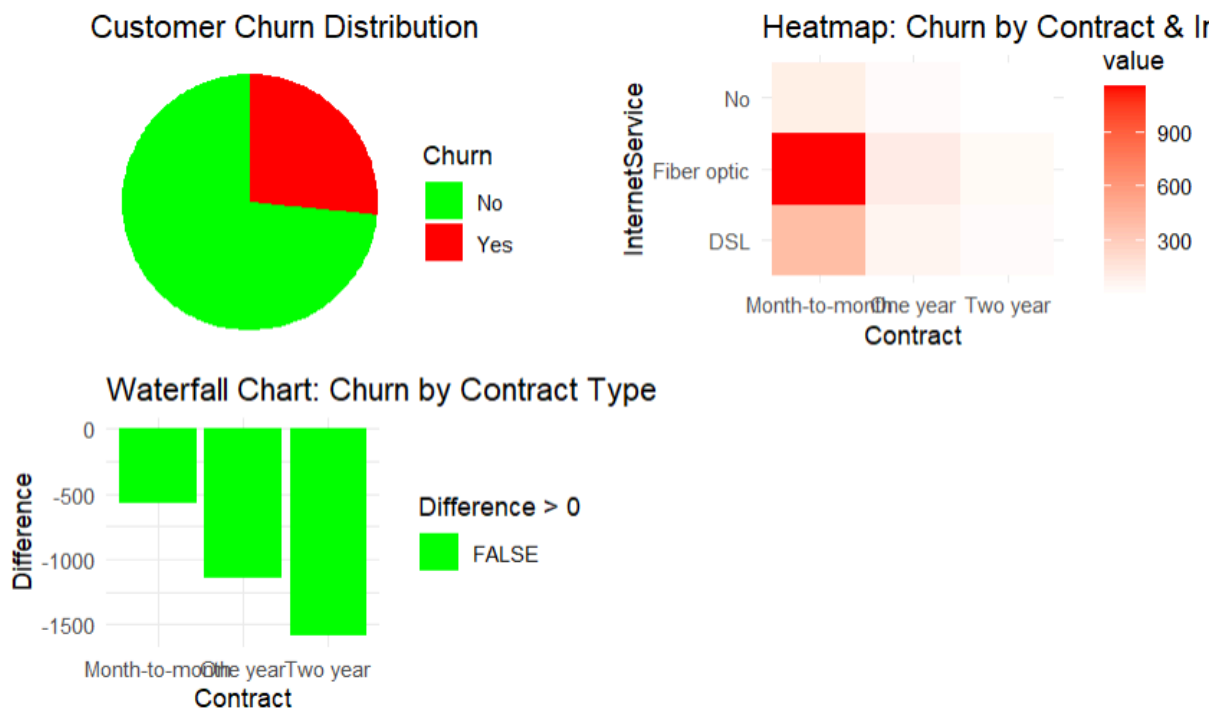 Customer Churn Distribution
Churn
No
Yes
Heatmap: Churn by Contract & I
value
900
600
300
InternetService
No
Fiber optic
DSL
Month-to-month
One year
Two year
Contract
Waterfall Chart: Churn by Contract Type
Difference
0
-500
-1000
-1500
Month-to-month
One year
Two year
Contract
Difference > 0
FALSE